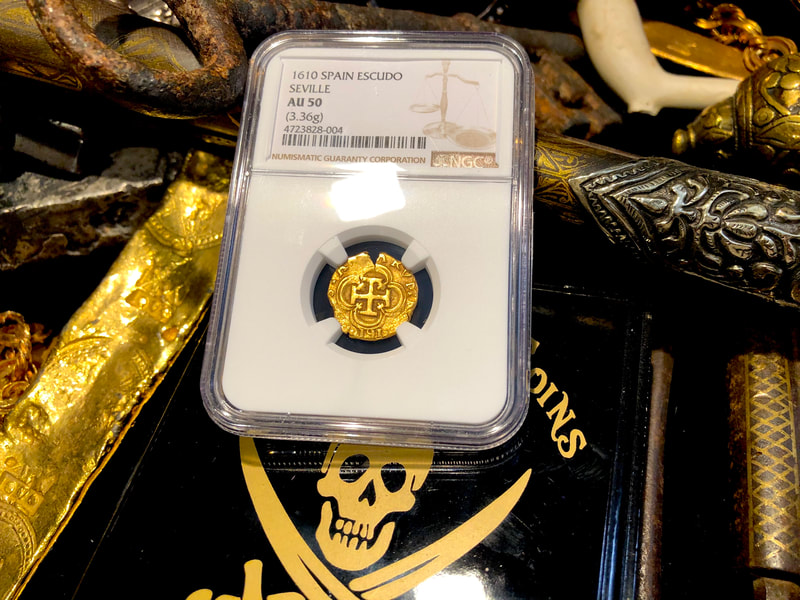 1610 SPAIN ESCUDO
SEVILLE
AU 50
(3.36g)
4723828-004
NUMISMATIC GUARANTY CORPORATION NGC
OINS